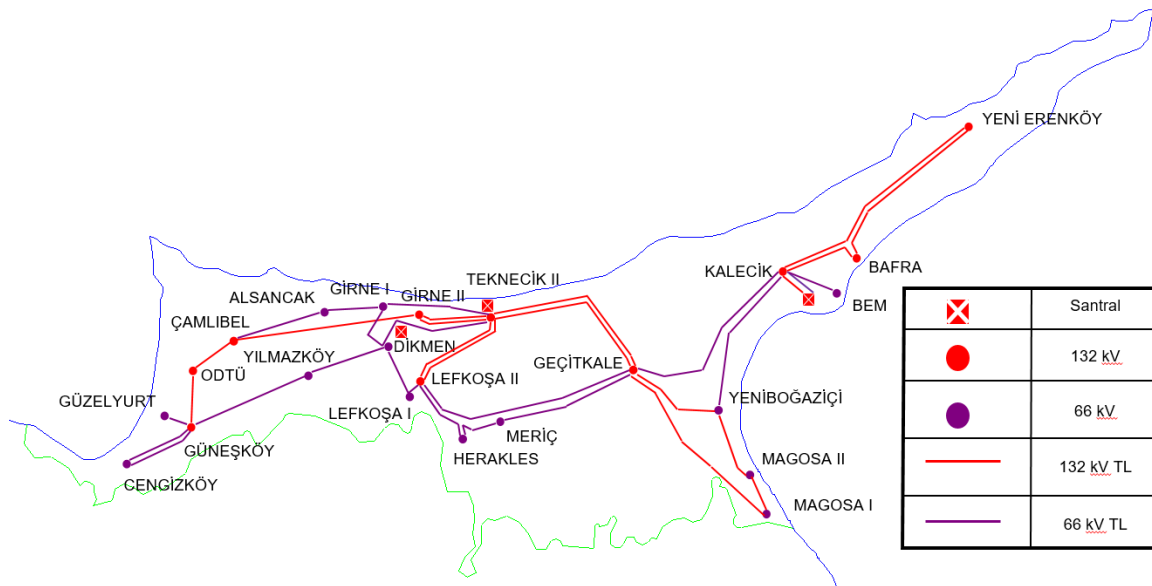 YENİ ERENKÖY
KALECİK
BAFRA
BEM
TEKNECİK II
GİRNE I
GİRNE II
ALSANCAK
ÇAMLIBEL
DİKMEN
YILMAZKÖY
ODTÜ
GEÇİTKALE
LEFKOŞA II
GÜZELYURT
LEFKOŞA I
YENİBOĞAZİÇİ
GÜNEŞKÖY
MERİÇ
HERAKLES
CENGİZKÖY
MAGOSA II
MAGOSA I
Santral
132 kV
66 kV
132 kV TL
66 kV TL